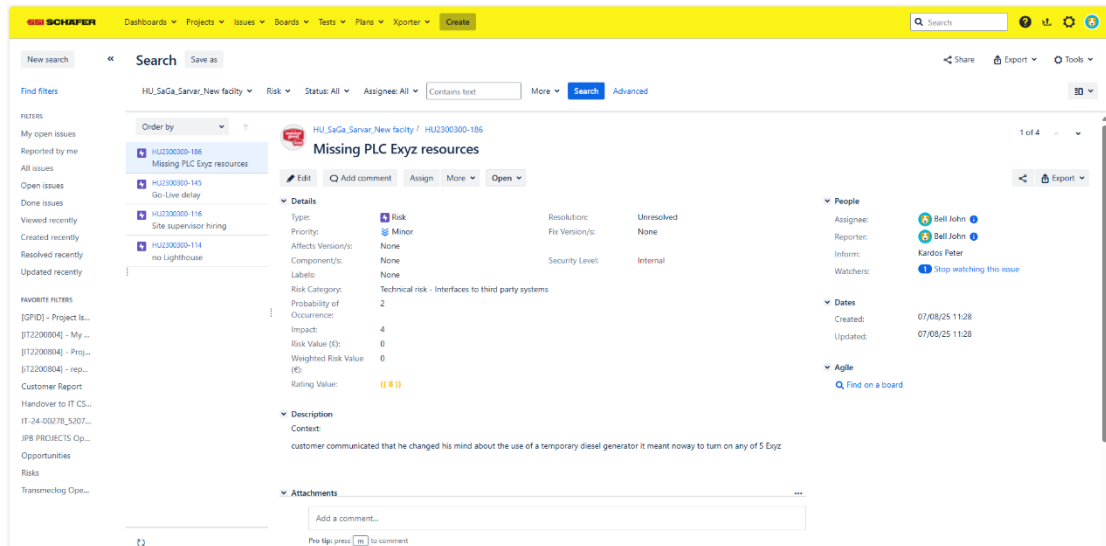 SSI SCHAFER Dashboards Projects Issues Boards Tests Plans Xporter Create Search
New search
Search Save as Share Export Tools
Find filters
HU_SaGa_Sarvar_New facilty Risk Status: All Assignee: All Contains text More Search Advanced
FILTERS
My open issues
Reported by me
All issues
Open issues
Done issues
Viewed recently
Created recently
Resolved recently
Updated recently
FAVORITE FILTERS
[GPID] - Project Is...
[IT2200804] - My ...
[IT2200804] - Proj...
[IT2200804] - rep...
Customer Report
Handover to IT CS...
IT-24-00278_5207...
JPB PROJECTS Op...
Opportunities
Risks
Transmeclog Ope...
Order by
HU2300300-186
Missing PLC Exyz resources
HU2300300-145
Go-Live delay
HU2300300-116
Site supervisor hiring
HU2300300-114
no Lighthouse
HU_SaGa_Sarvar_New facilty / HU2300300-186
1 of 4
Missing PLC Exyz resources
Edit Add comment Assign More Open Export
Details
Type: Risk Resolution: Unresolved
Priority: Minor Fix Version/s: None
Affects Version/s: None
Component/s: None Security Level: Internal
Labels: None
Risk Category: Technical risk - Interfaces to third party systems
Probability of Occurrence: 2
Impact: 4
Risk Value (€): 0
Weighted Risk Value (€): 0
Rating Value: (( 8 ))
Description
Context:
customer communicated that he changed his mind about the use of a temporary diesel generator it meant noway to turn on any of 5 Exyz
Attachments
Add a comment...
Pro tip: press m to comment
People
Assignee: Bell John
Reporter: Bell John
Inform: Kardos Peter
Watchers: 1 Stop watching this issue
Dates
Created: 07/08/25 11:28
Updated: 07/08/25 11:28
Agile
Find on a board